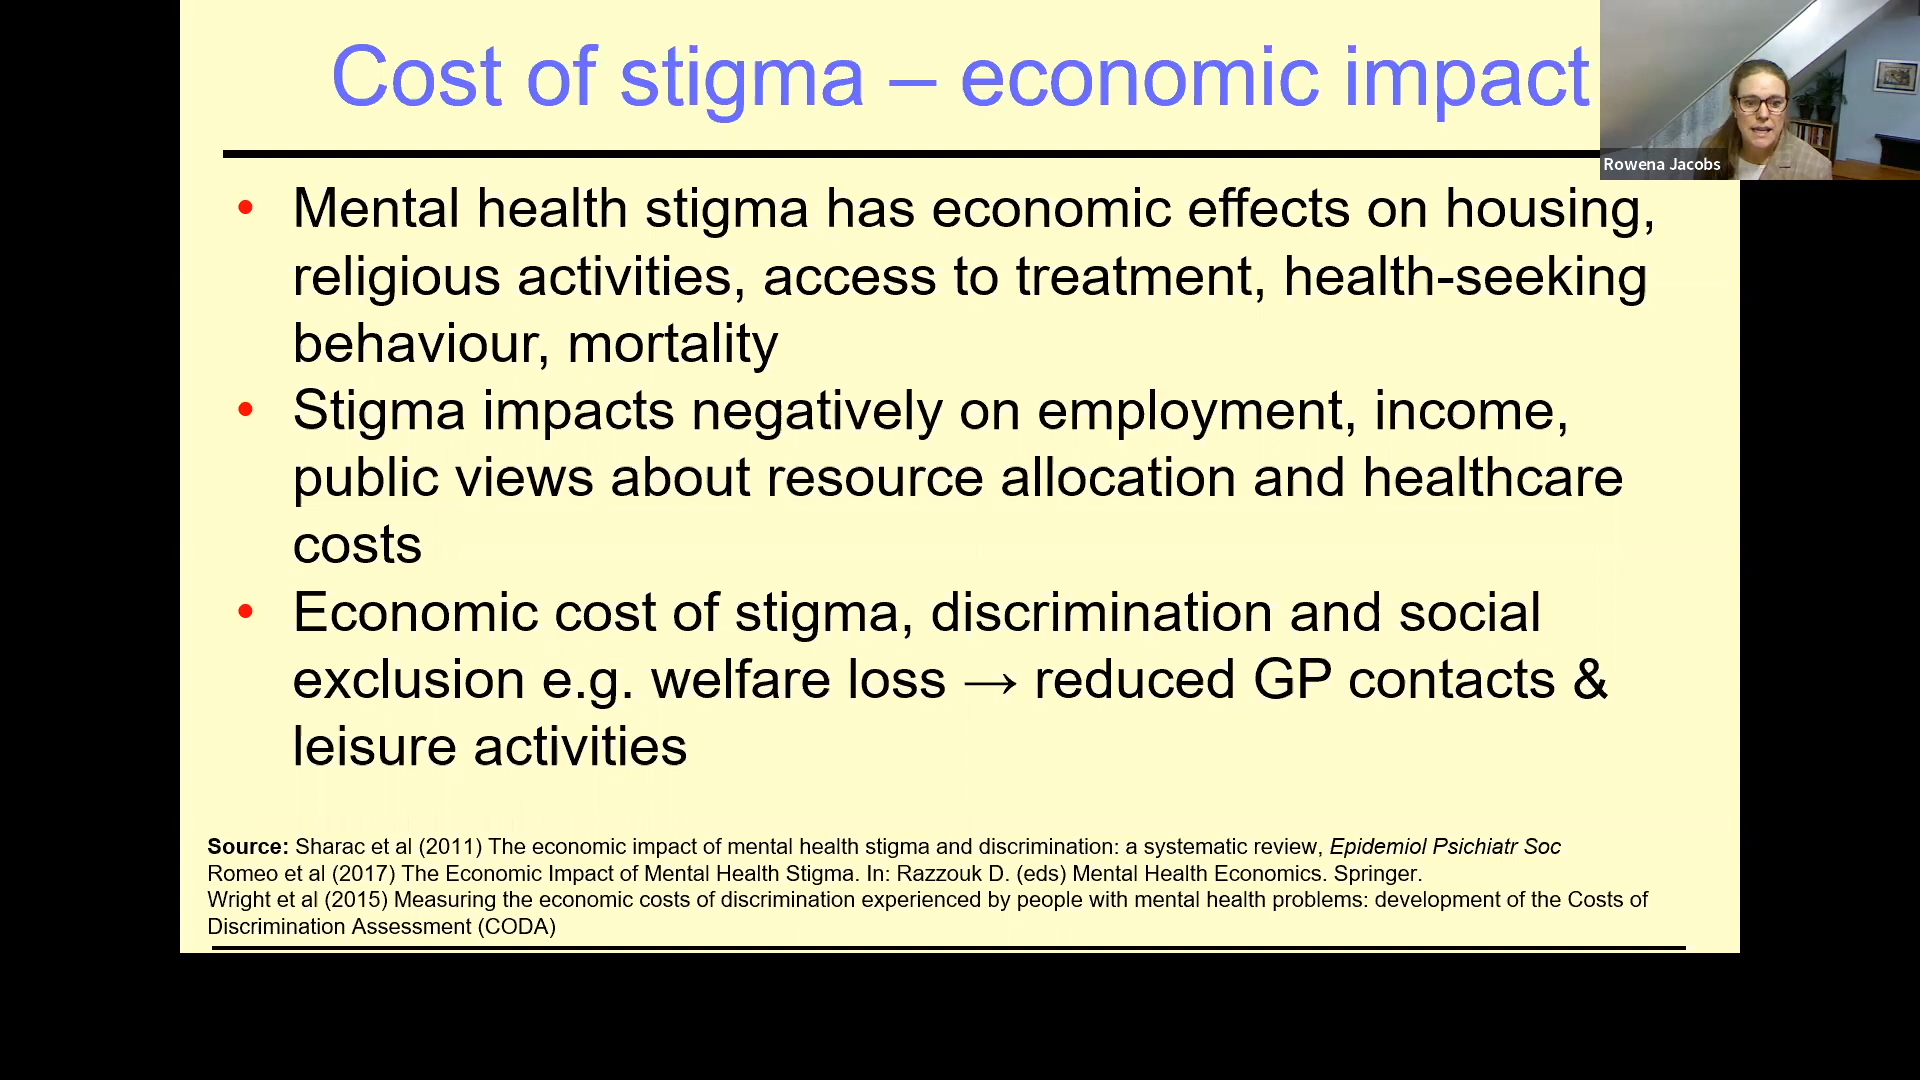 Cost of stigma – economic impact
Rowena Jacobs
• Mental health stigma has economic effects on housing,
religious activities, access to treatment, health-seeking
behaviour, mortality
• Stigma impacts negatively on employment, income,
public views about resource allocation and healthcare
costs
• Economic cost of stigma, discrimination and social
exclusion e.g. welfare loss → reduced GP contacts &
leisure activities
Source: Sharac et al (2011) The economic impact of mental health stigma and discrimination: a systematic review, Epidemiol Psichiatr Soc
Romeo et al (2017) The Economic Impact of Mental Health Stigma. In: Razzouk D. (eds) Mental Health Economics. Springer.
Wright et al (2015) Measuring the economic costs of discrimination experienced by people with mental health problems: development of the Costs of
Discrimination Assessment (CODA)